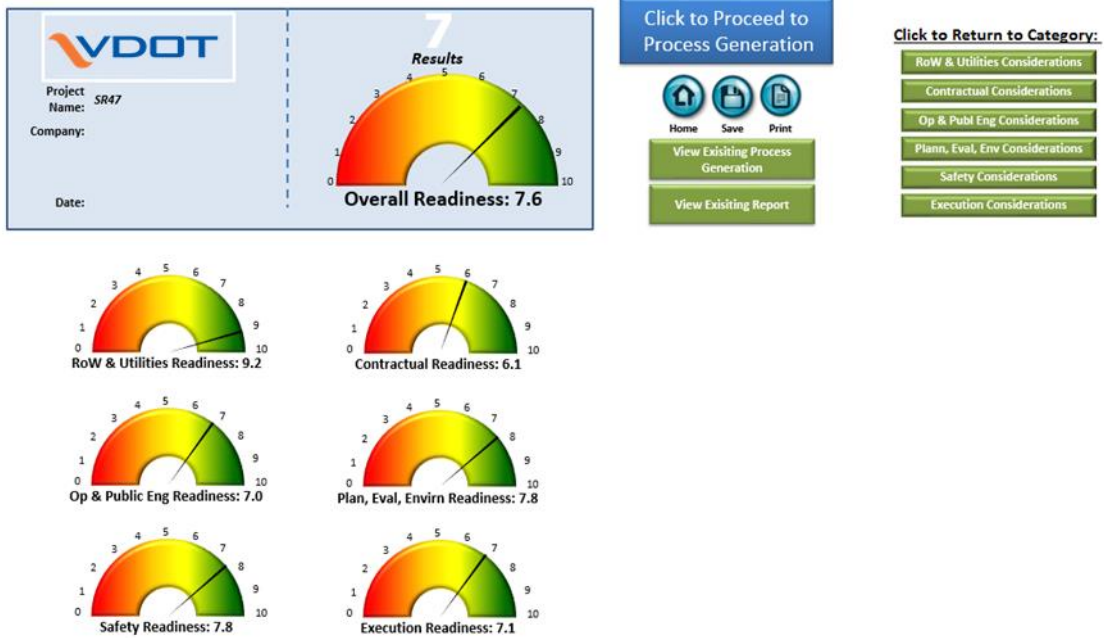 VDOT
7
Results
Project Name: SR47
Company:
Date:
0 1 2 3 4 5 6 7 8 9 10
Overall Readiness: 7.6
Click to Proceed to
Process Generation
Home Save Print
View Exisiting Process
Generation
View Exisiting Report
Click to Return to Category:
RoW & Utilities Considerations
Contractual Considerations
Op & Publ Eng Considerations
Plann, Eval, Env Considerations
Safety Considerations
Execution Considerations
0 1 2 3 4 5 6 7 8 9 10
RoW & Utilities Readiness: 9.2
0 1 2 3 4 5 6 7 8 9 10
Contractual Readiness: 6.1
0 1 2 3 4 5 6 7 8 9 10
Op & Public Eng Readiness: 7.0
0 1 2 3 4 5 6 7 8 9 10
Plan, Eval, Envirn Readiness: 7.8
0 1 2 3 4 5 6 7 8 9 10
Safety Readiness: 7.8
0 1 2 3 4 5 6 7 8 9 10
Execution Readiness: 7.1